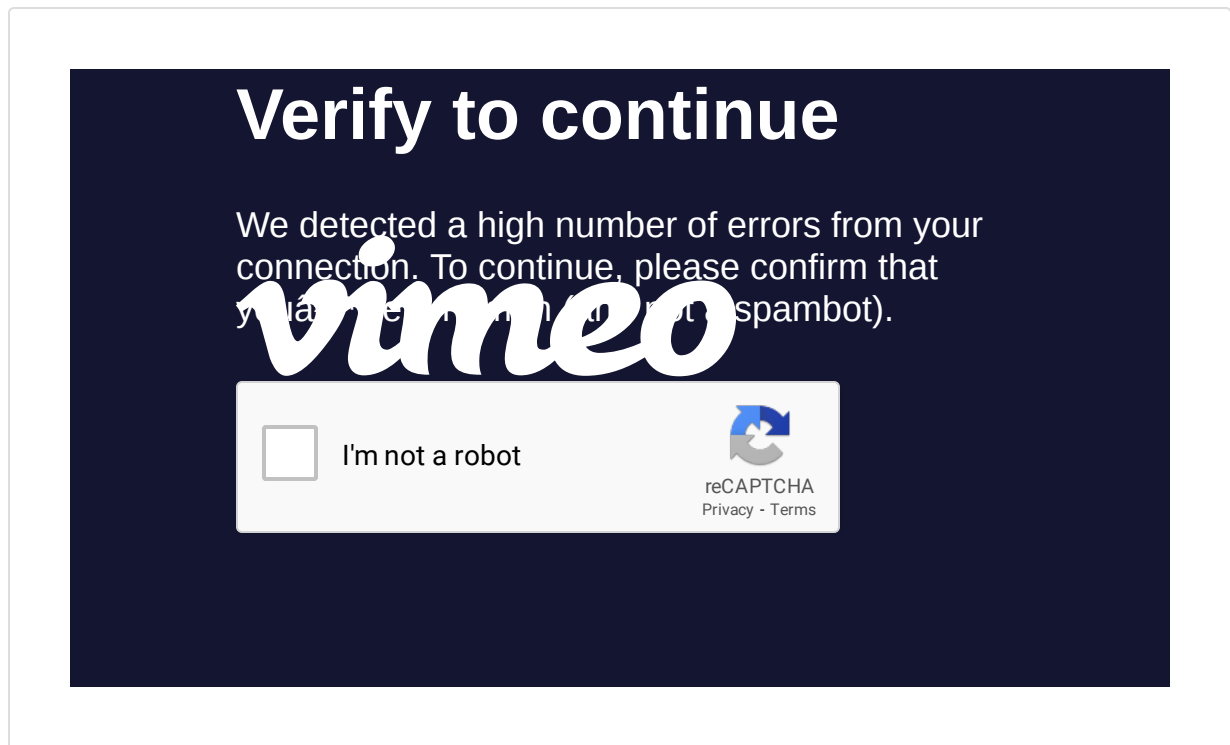 Verify to continue
We detected a high number of errors from your
connection. To continue, please confirm that
spambot).
vimeo
I'm not a robot
reCAPTCHA
Privacy - Terms